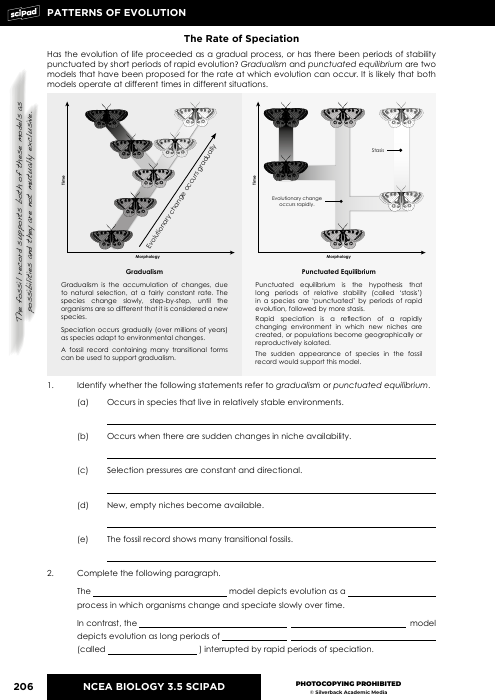 scipad PATTERNS OF EVOLUTION
The Rate of Speciation
Has the evolution of life proceeded as a gradual process, or has there been periods of stability
punctuated by short periods of rapid evolution? Gradualism and punctuated equilibrium are two
models that have been proposed for the rate at which evolution can occur. It is likely that both
models operate at different times in different situations.
The fossil record supports both of these models as
possibilities and they are not mutually exclusive.
Time
Evolutionary change occurs gradually
Morphology
Gradualism
Gradualism is the accumulation of changes, due
to natural selection, at a fairly constant rate. The
species change slowly, step-by-step, until the
organisms are so different that it is considered a new
species.
Speciation occurs gradually (over millions of years)
as species adapt to environmental changes.
A fossil record containing many transitional forms
can be used to support gradualism.
Time
Stasis
Evolutionary change
occurs rapidly.
Morphology
Punctuated Equilibrium
Punctuated equilibrium is the hypothesis that
long periods of relative stability (called 'stasis')
in a species are 'punctuated' by periods of rapid
evolution, followed by more stasis.
Rapid speciation is a reflection of a rapidly
changing environment in which new niches are
created, or populations become geographically or
reproductively isolated.
The sudden appearance of species in the fossil
record would support this model.
1. Identify whether the following statements refer to gradualism or punctuated equilibrium.
(a) Occurs in species that live in relatively stable environments.
(b) Occurs when there are sudden changes in niche availability.
(c) Selection pressures are constant and directional.
(d) New, empty niches become available.
(e) The fossil record shows many transitional fossils.
2. Complete the following paragraph.
The model depicts evolution as a
process in which organisms change and speciate slowly over time.
In contrast, the model
depicts evolution as long periods of
(called ) interrupted by rapid periods of speciation.
206 NCEA BIOLOGY 3.5 SCIPAD PHOTOCOPYING PROHIBITED
© Silverback Academic Media